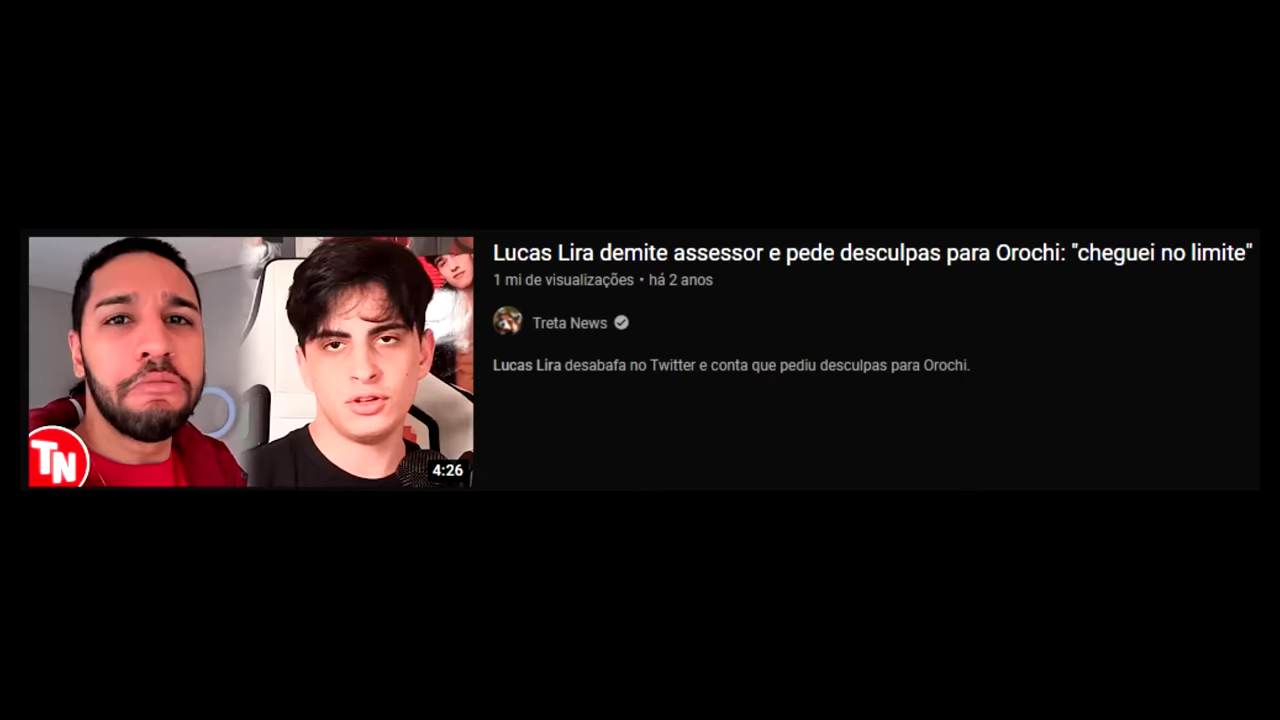 Lucas Lira demite assessor e pede desculpas para Orochi: "cheguei no limite"
1 mi de visualizações • há 2 anos
Treta News
Lucas Lira desabafa no Twitter e conta que pediu desculpas para Orochi.
TN
4:26